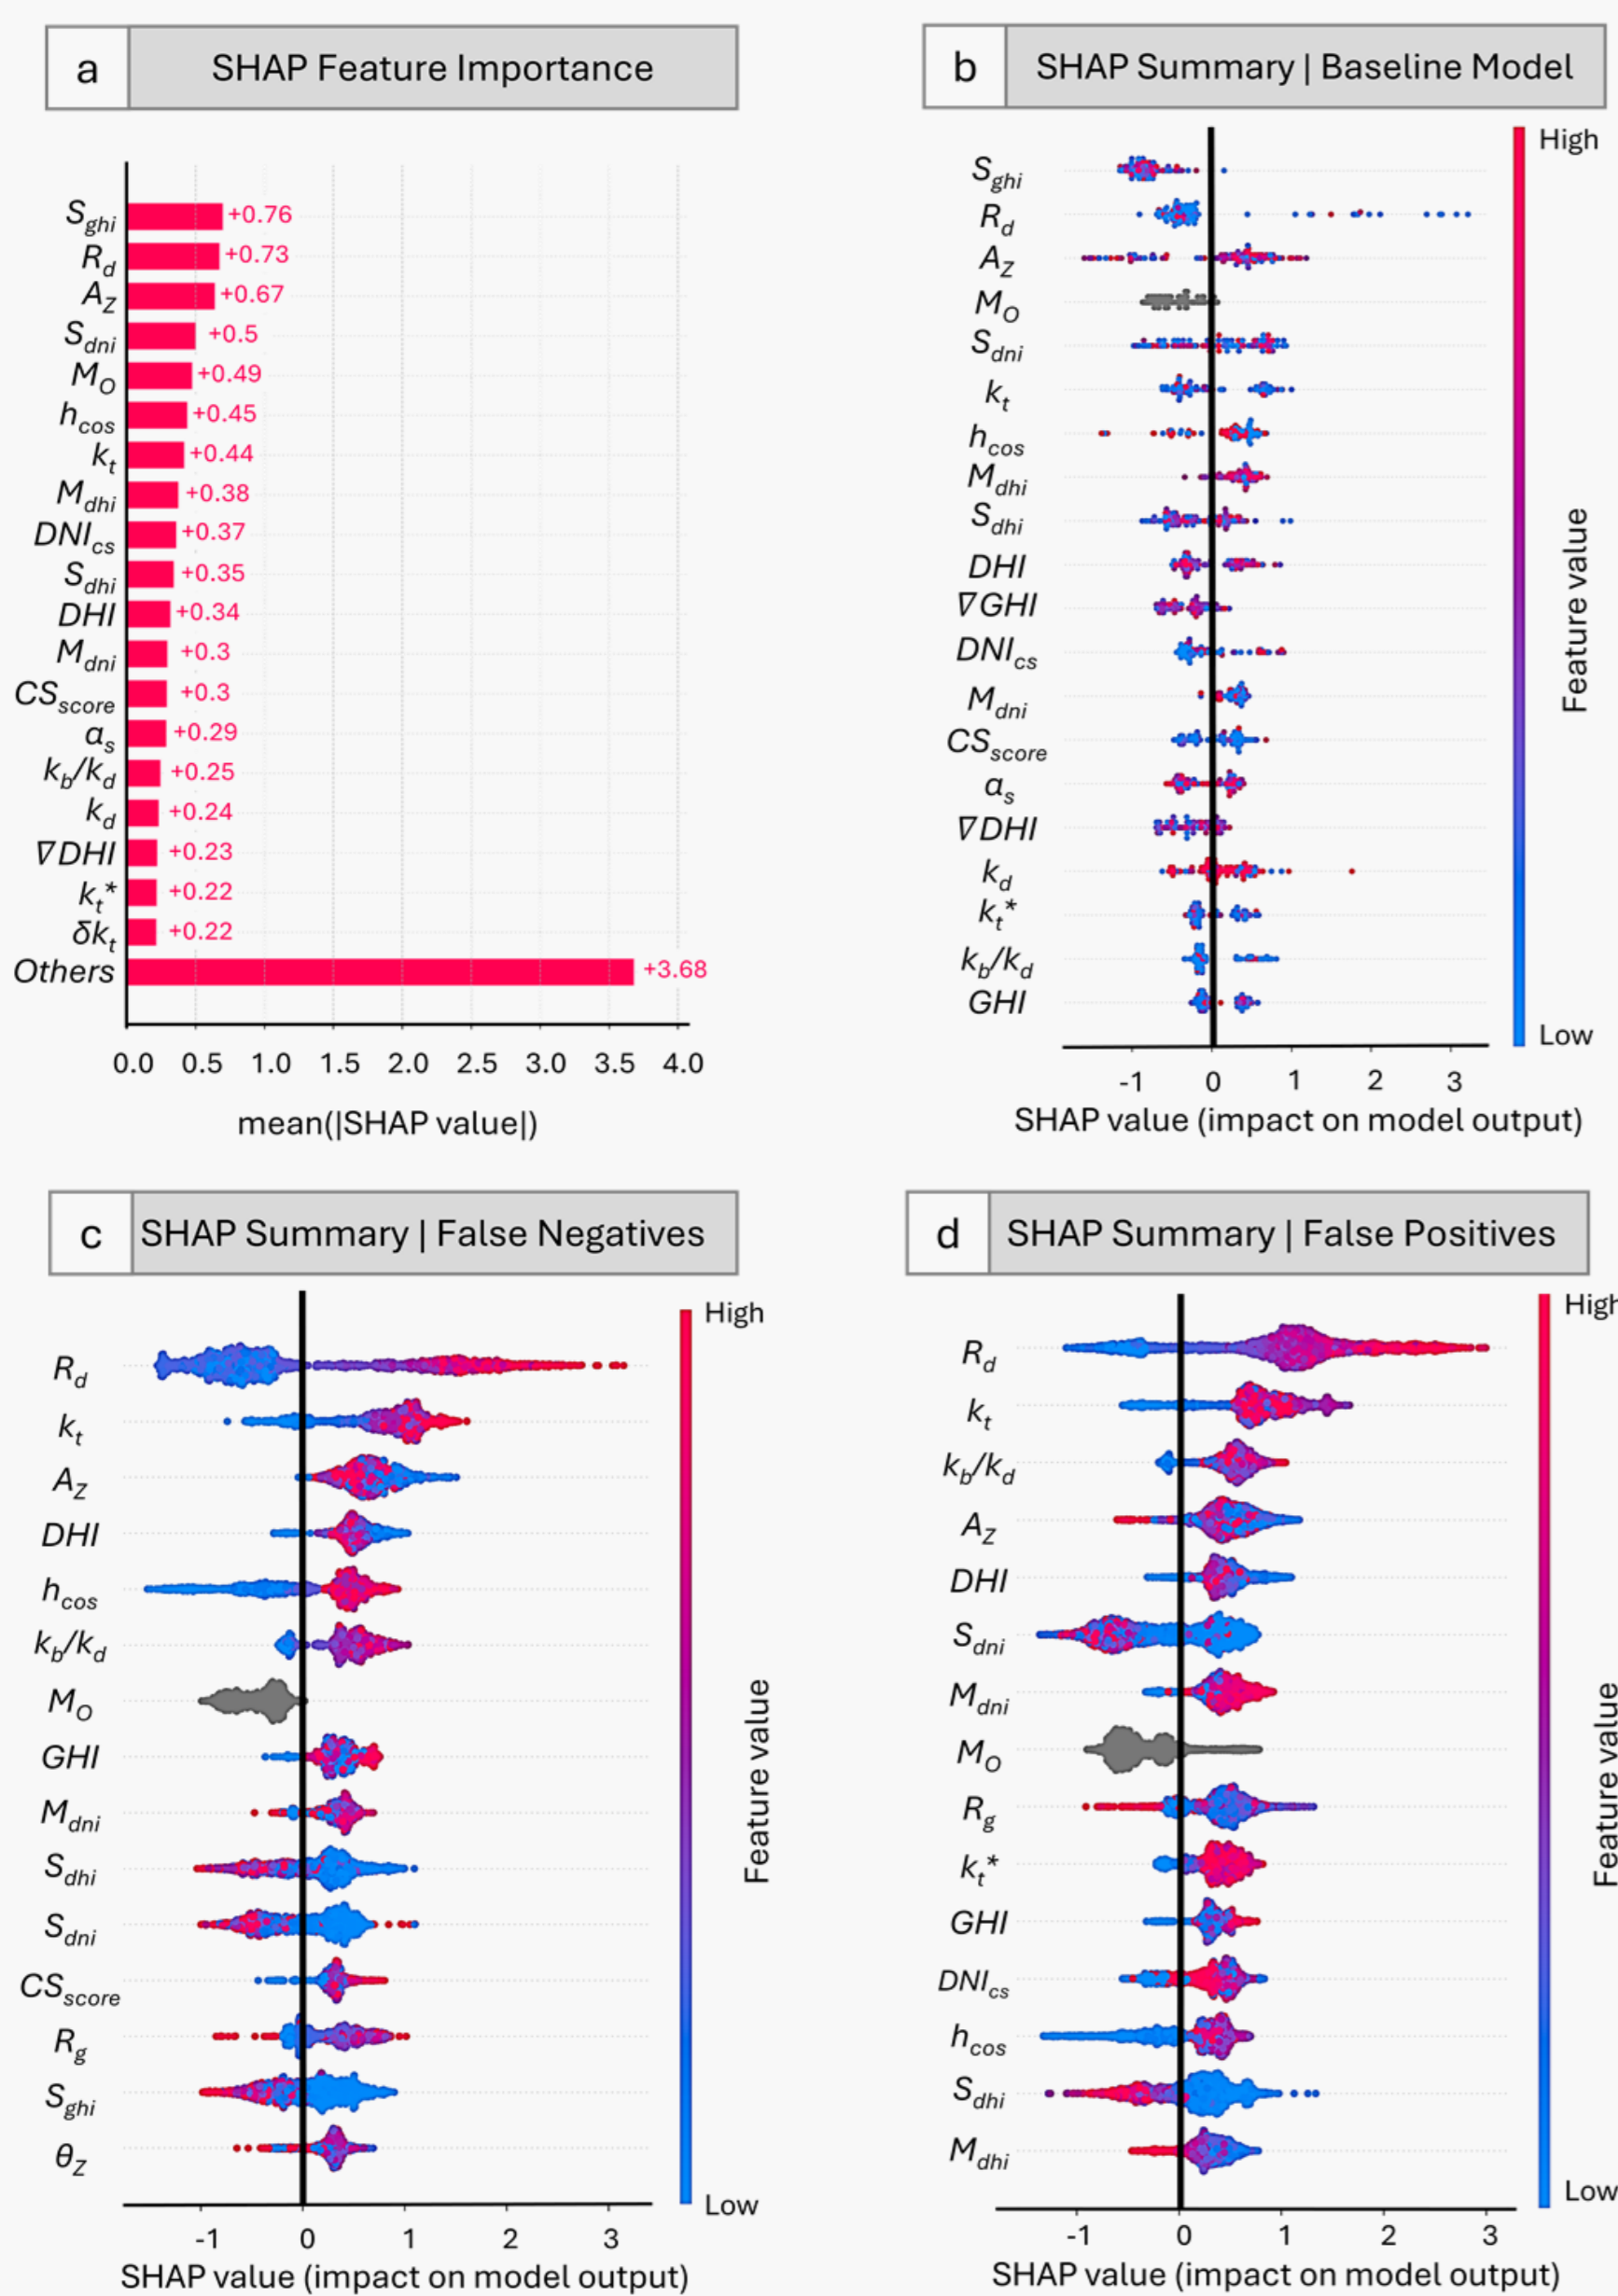 a SHAP Feature Importance
S_ghi +0.76
R_d +0.73
A_Z +0.67
S_dni +0.5
M_O +0.49
h_cos +0.45
k_t +0.44
M_dhi +0.38
DNI_cs +0.37
S_dhi +0.35
DHI +0.34
M_dni +0.3
CS_score +0.3
α_s +0.29
k_b/k_d +0.25
k_d +0.24
∇DHI +0.23
k_t* +0.22
δk_t +0.22
Others +3.68
0.0 0.5 1.0 1.5 2.0 2.5 3.0 3.5 4.0
mean(|SHAP value|)
b SHAP Summary | Baseline Model
High
S_ghi
R_d
A_Z
M_O
S_dni
k_t
h_cos
M_dhi
S_dhi
DHI
∇GHI
DNI_cs
M_dni
CS_score
α_s
∇DHI
k_d
k_t*
k_b/k_d
GHI
Feature value
Low
-1 0 1 2 3
SHAP value (impact on model output)
c SHAP Summary | False Negatives
High
R_d
k_t
A_Z
DHI
h_cos
k_b/k_d
M_O
GHI
M_dni
S_dhi
S_dni
CS_score
R_g
S_ghi
θ_Z
Feature value
Low
-1 0 1 2 3
SHAP value (impact on model output)
d SHAP Summary | False Positives
High
R_d
k_t
k_b/k_d
A_Z
DHI
S_dni
M_dni
M_O
R_g
k_t*
GHI
DNI_cs
h_cos
S_dhi
M_dhi
Feature value
Low
-1 0 1 2 3
SHAP value (impact on model output)